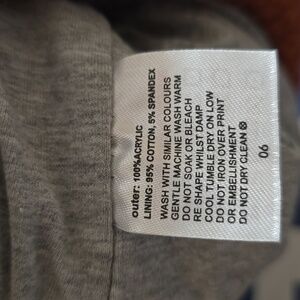 outer: 100%ACRYLIC
LINING: 95% COTTON, 5% SPANDEX
WASH WITH SIMILAR COLOURS
GENTLE MACHINE WASH WARM
DO NOT SOAK OR BLEACH
RE SHAPE WHILST DAMP
COOL TUMBLE DRY ON LOW
DO NOT IRON OVER PRINT
OR EMBELLISHMENT
DO NOT DRY CLEAN
06